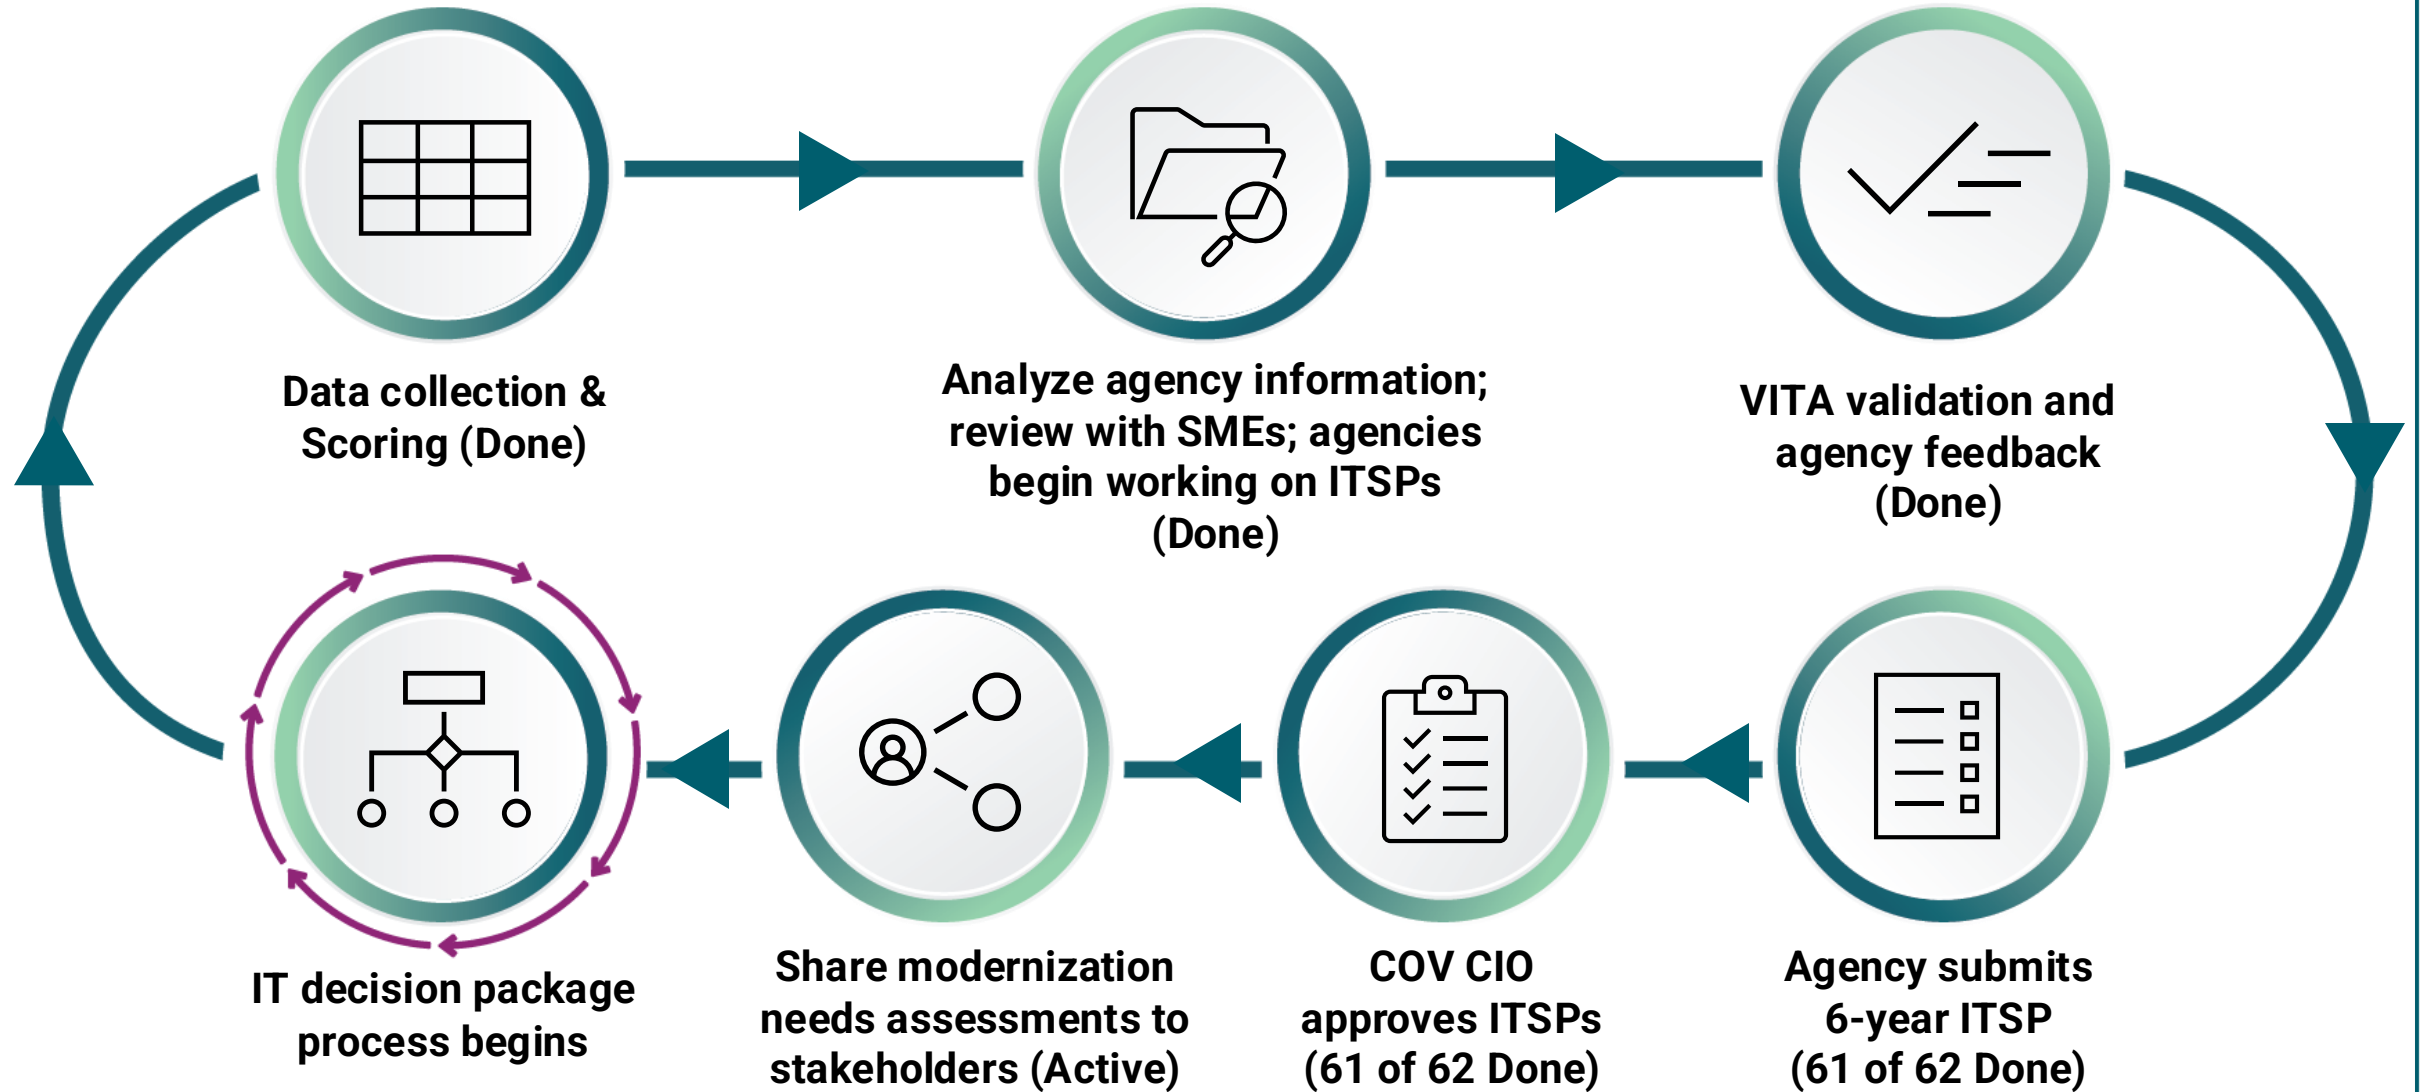 Data collection &
Scoring (Done)
Analyze agency information;
review with SMEs; agencies
begin working on ITSPs
(Done)
VITA validation and
agency feedback
(Done)
IT decision package
process begins
Share modernization
needs assessments to
stakeholders (Active)
COV CIO
approves ITSPs
(61 of 62 Done)
Agency submits
6-year ITSP
(61 of 62 Done)